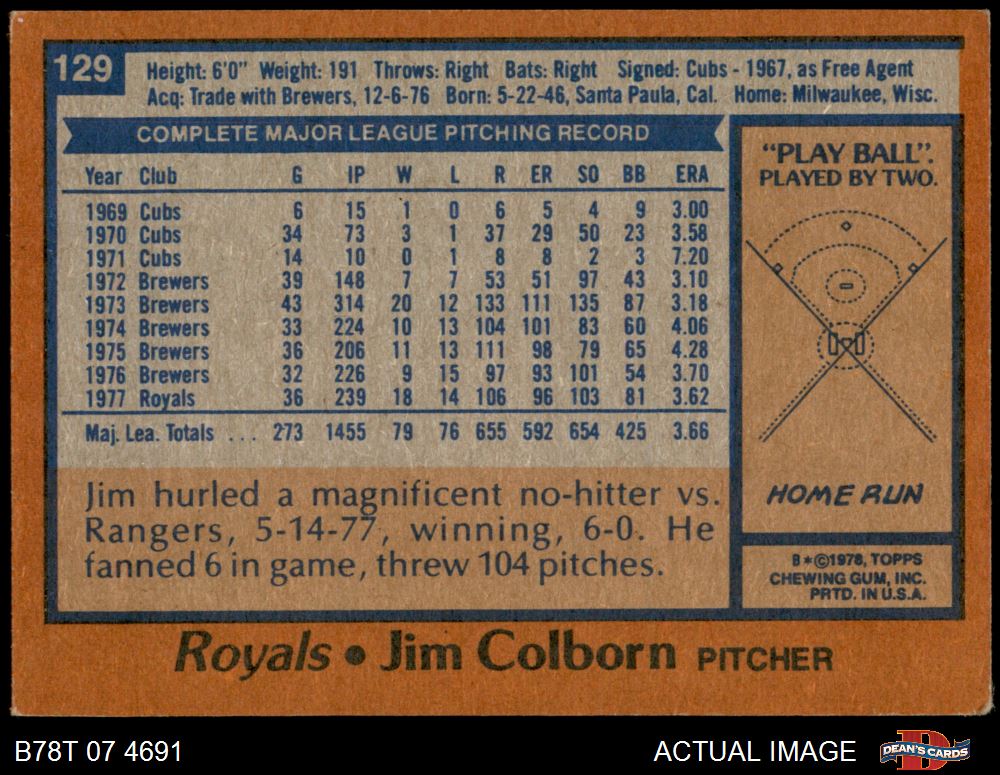 129
Height: 6'0" Weight: 191 Throws: Right Bats: Right Signed: Cubs - 1967, as Free Agent
Acq: Trade with Brewers, 12-6-76 Born: 5-22-46, Santa Paula, Cal. Home: Milwaukee, Wisc.
COMPLETE MAJOR LEAGUE PITCHING RECORD
Year Club G IP W L R ER SO BB ERA
1969 Cubs 6 15 1 0 6 5 4 9 3.00
1970 Cubs 34 73 3 1 37 29 50 23 3.58
1971 Cubs 14 10 0 1 8 8 2 3 7.20
1972 Brewers 39 148 7 7 53 51 97 43 3.10
1973 Brewers 43 314 20 12 133 111 135 87 3.18
1974 Brewers 33 224 10 13 104 101 83 60 4.06
1975 Brewers 36 206 11 13 111 98 79 65 4.28
1976 Brewers 32 226 9 15 97 93 101 54 3.70
1977 Royals 36 239 18 14 106 96 103 81 3.62
Maj. Lea. Totals ... 273 1455 79 76 655 592 654 425 3.66
Jim hurled a magnificent no-hitter vs.
Rangers, 5-14-77, winning, 6-0. He
fanned 6 in game, threw 104 pitches.
"PLAY BALL".
PLAYED BY TWO.
HOME RUN
B*©1978, TOPPS
CHEWING GUM, INC.
PRTD. IN U.S.A.
Royals • Jim Colborn PITCHER
B78T 07 4691
ACTUAL IMAGE
D
DEAN'S CARDS